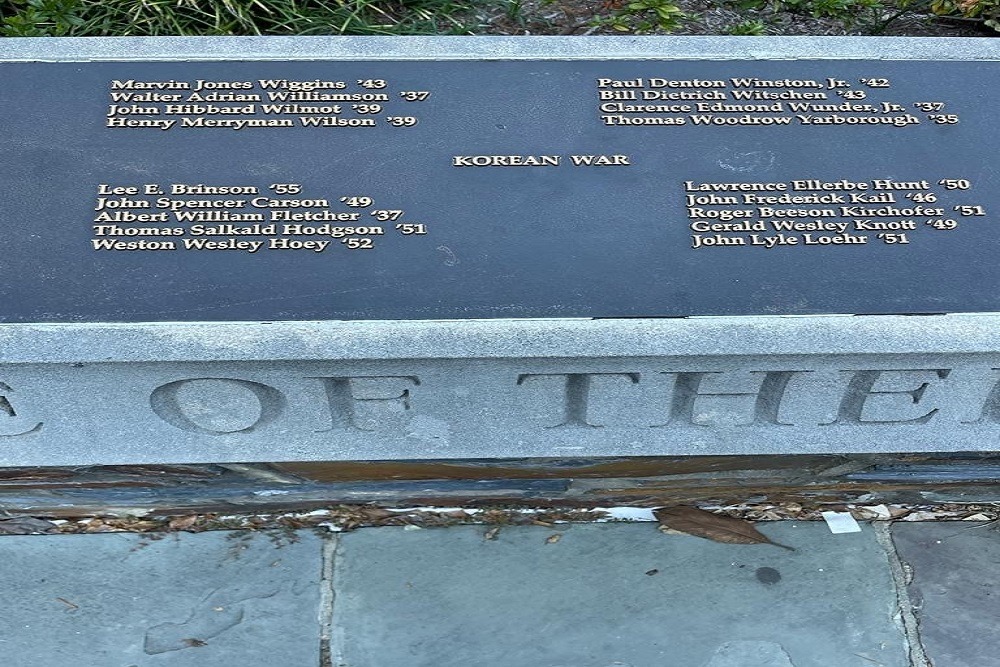 Marvin Jones Wiggins '43
Walter Adrian Williamson '37
John Hibbard Wilmot '39
Henry Merryman Wilson '39
Paul Denton Winston, Jr. '42
Bill Dietrich Witschen '43
Clarence Edmond Wunder, Jr. '37
Thomas Woodrow Yarborough '35
KOREAN WAR
Lee E. Brinson '55
John Spencer Carson '49
Albert William Fletcher '37
Thomas Salkald Hodgson '51
Weston Wesley Hoey '52
Lawrence Ellerbe Hunt '50
John Frederick Kail '46
Roger Beeson Kirchofer '51
Gerald Wesley Knott '49
John Lyle Loehr '51
OF THE